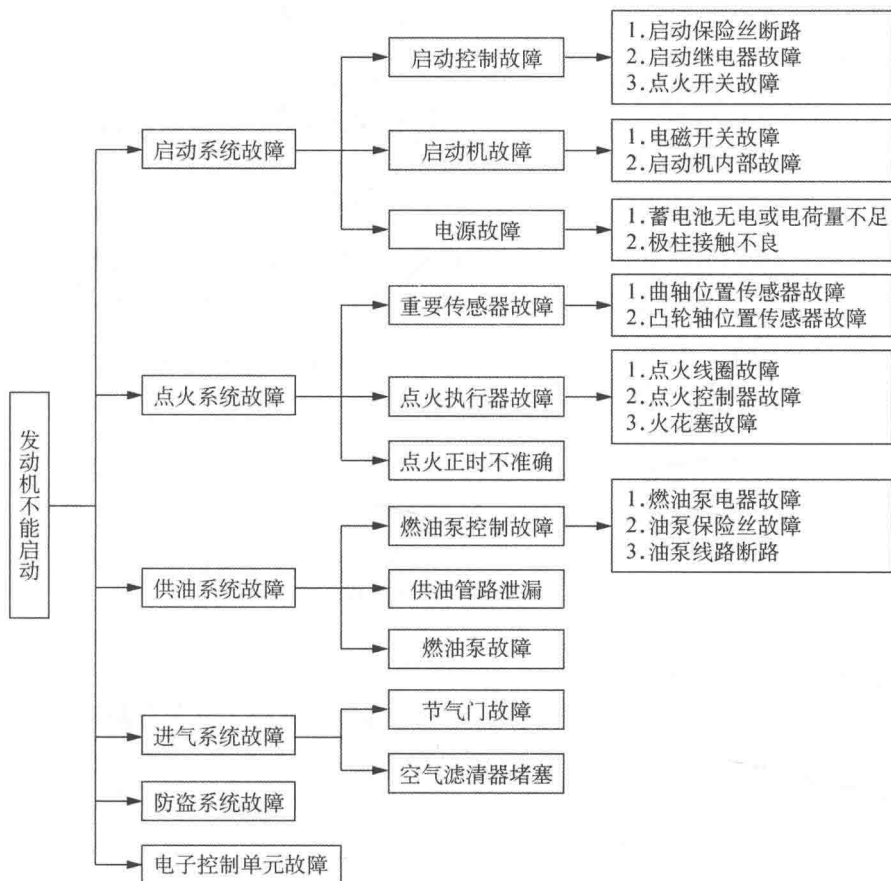 发动机不能启动
启动系统故障
启动控制故障
1.启动保险丝断路
2.启动继电器故障
3.点火开关故障
启动机故障
1.电磁开关故障
2.启动机内部故障
电源故障
1.蓄电池无电或电荷量不足
2.极柱接触不良
点火系统故障
重要传感器故障
1.曲轴位置传感器故障
2.凸轮轴位置传感器故障
点火执行器故障
1.点火线圈故障
2.点火控制器故障
3.火花塞故障
点火正时不准确
供油系统故障
燃油泵控制故障
1.燃油泵电器故障
2.油泵保险丝故障
3.油泵线路断路
供油管路泄漏
燃油泵故障
进气系统故障
节气门故障
空气滤清器堵塞
防盗系统故障
电子控制单元故障